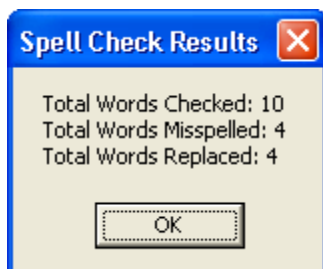 Spell Check Results
Total Words Checked: 10
Total Words Misspelled: 4
Total Words Replaced: 4
OK